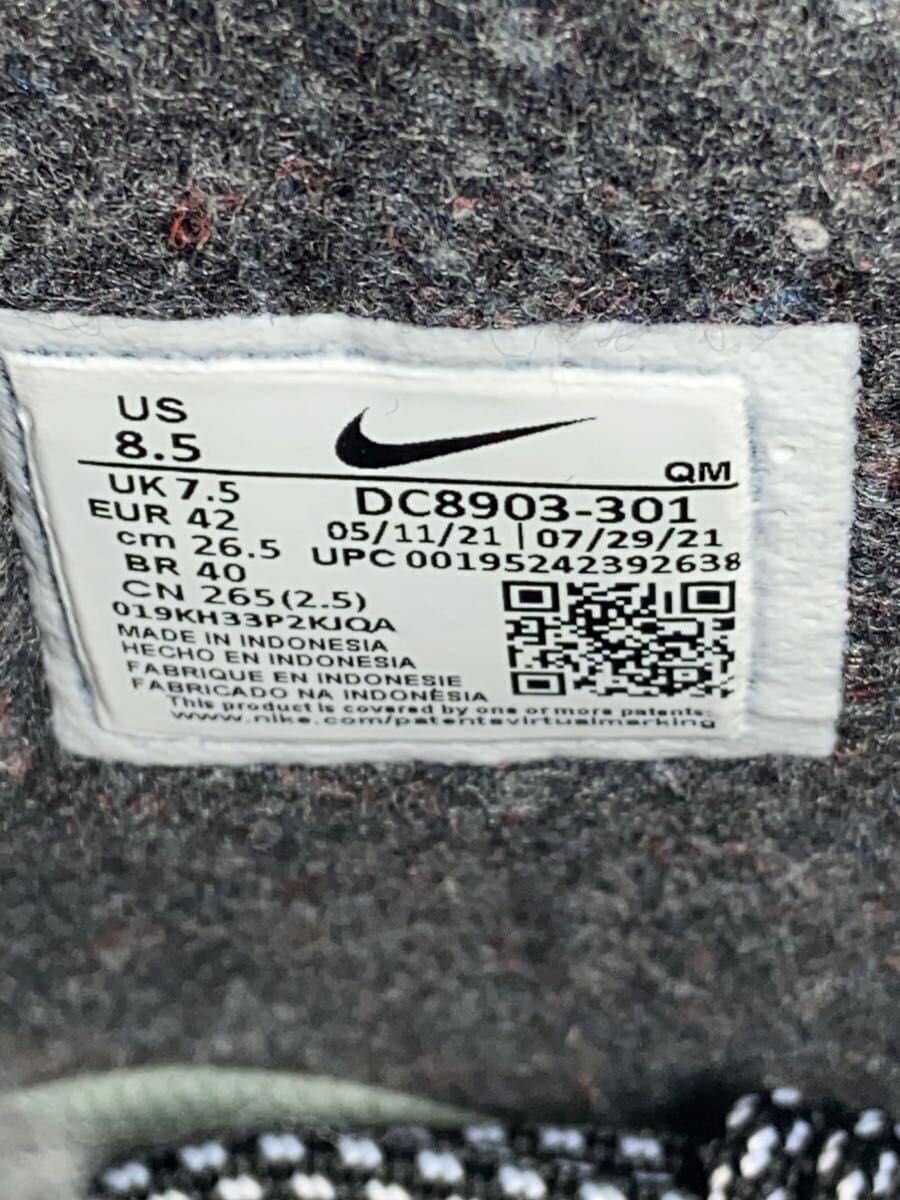 US
8.5
QM
UK 7.5
EUR 42
cm 26.5
BR 40
CN 265(2.5)
DC8903-301
05/11/21 | 07/29/21
UPC 00195242392638
019KH33P2KJQA
MADE IN INDONESIA
HECHO EN INDONESIA
FABRIQUE EN INDONESIE
FABRICADO NA INDONÉSIA
This product is covered by one or more patents:
www.nike.com/patentsvirtualmarking